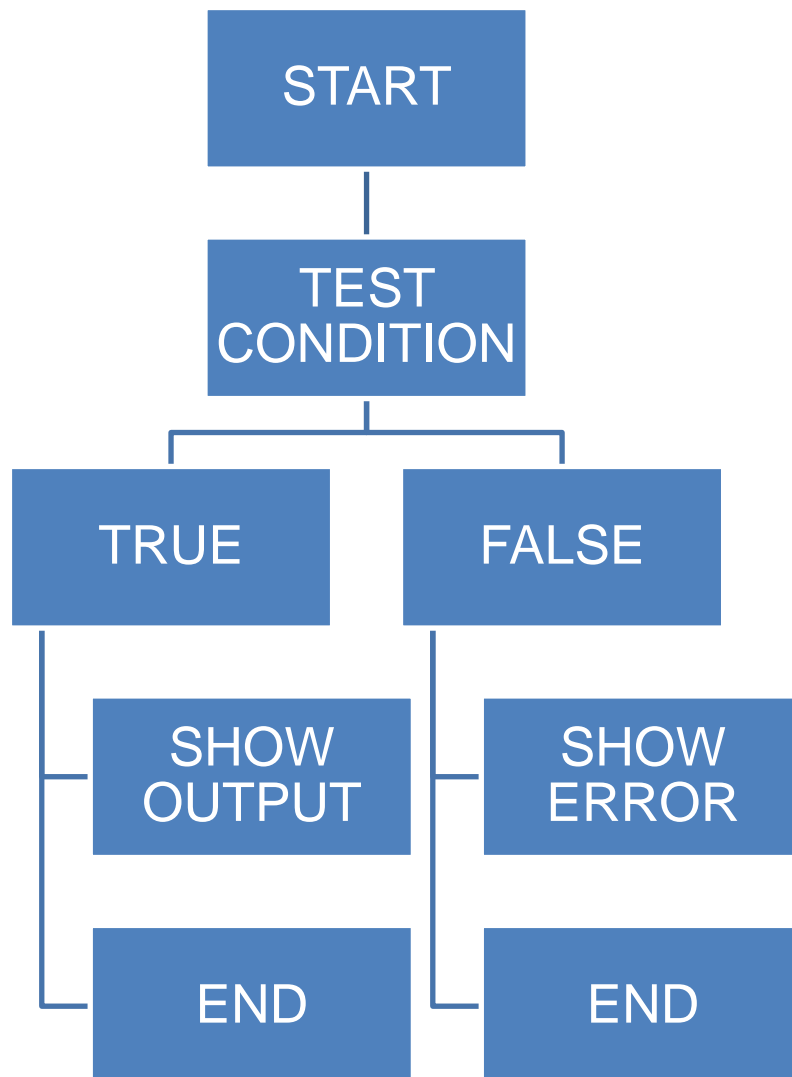 START
TEST
CONDITION
TRUE
FALSE
SHOW
OUTPUT
SHOW
ERROR
END
END